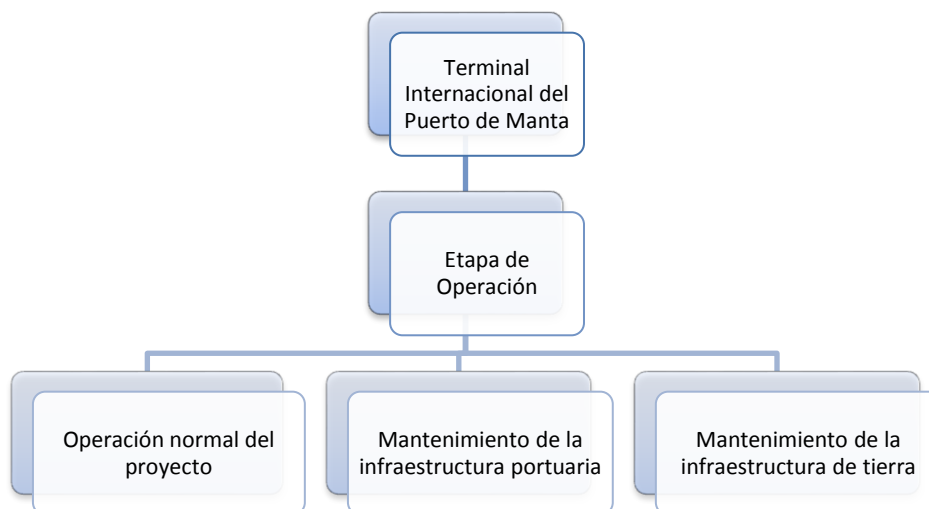 Terminal
Internacional del
Puerto de Manta
Etapa de
Operación
Operación normal del
proyecto
Mantenimiento de la
infraestructura portuaria
Mantenimiento de la
infraestructura de tierra